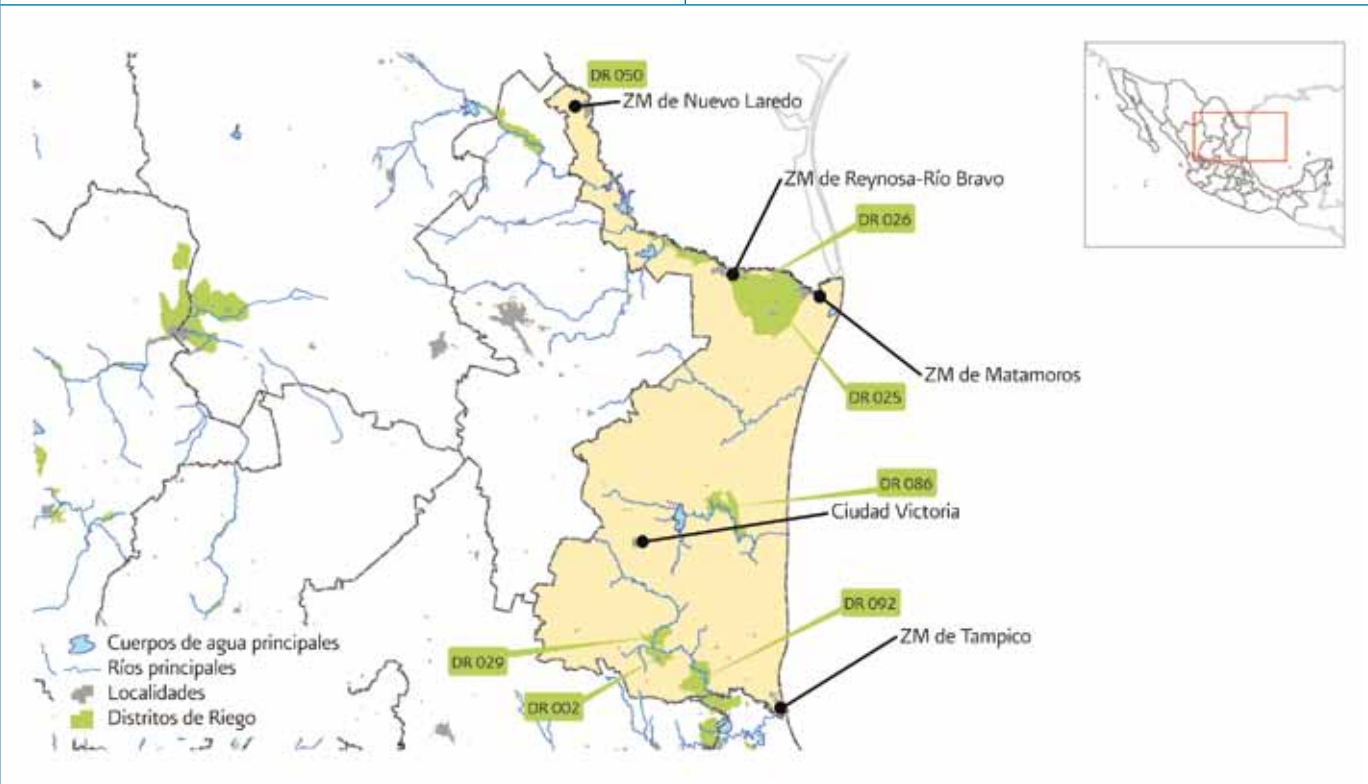 DR 050
ZM de Nuevo Laredo
ZM de Reynosa-Río Bravo
DR 026
ZM de Matamoros
DR 025
DR 086
Ciudad Victoria
DR 092
ZM de Tampico
DR 029
DR 002
Cuerpos de agua principales
Ríos principales
Localidades
Distritos de Riego